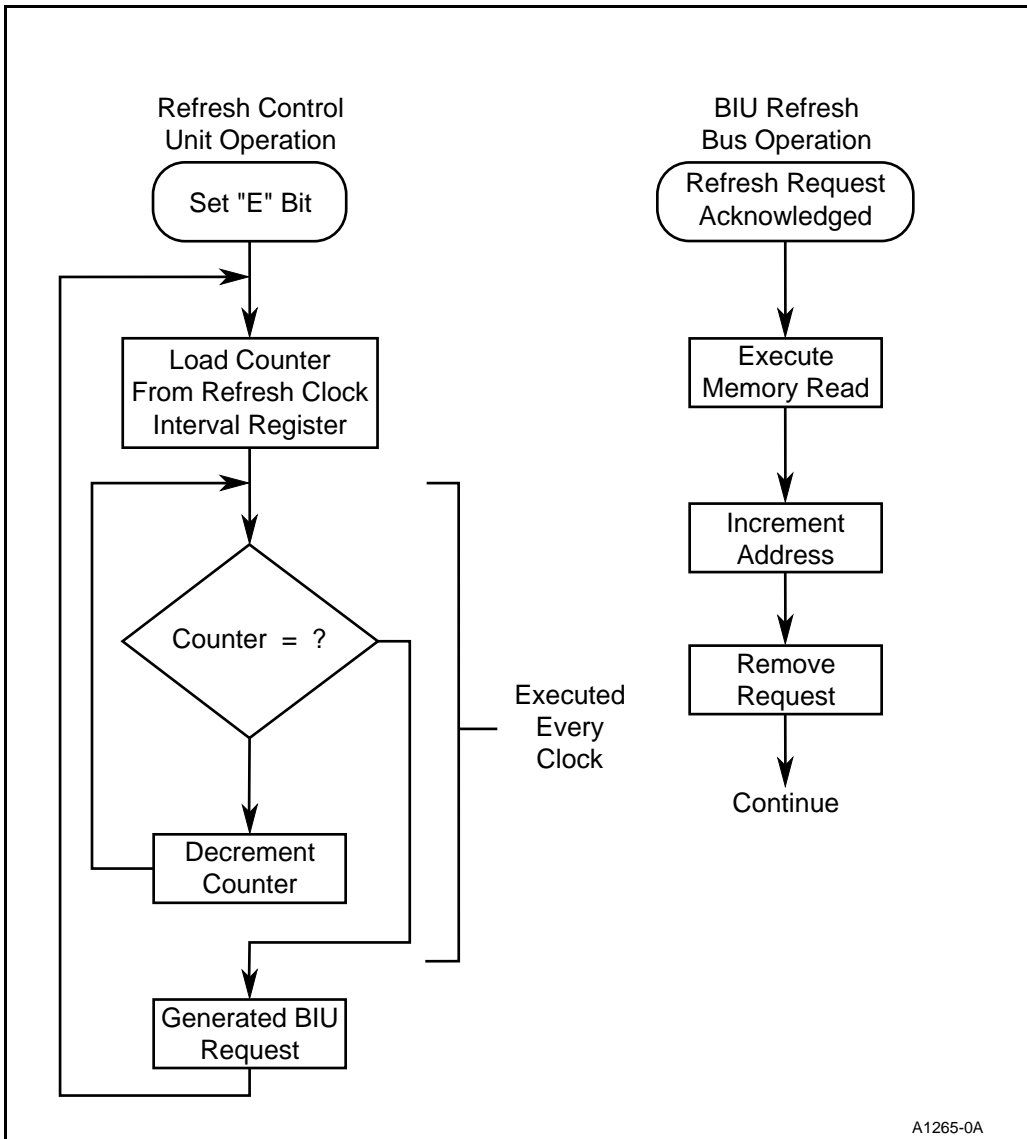 Refresh Control
Unit Operation
Set "E" Bit
Load Counter
From Refresh Clock
Interval Register
Counter = ?
Executed
Every
Clock
Decrement
Counter
Generated BIU
Request
BIU Refresh
Bus Operation
Refresh Request
Acknowledged
Execute
Memory Read
Increment
Address
Remove
Request
Continue
A1265-0A